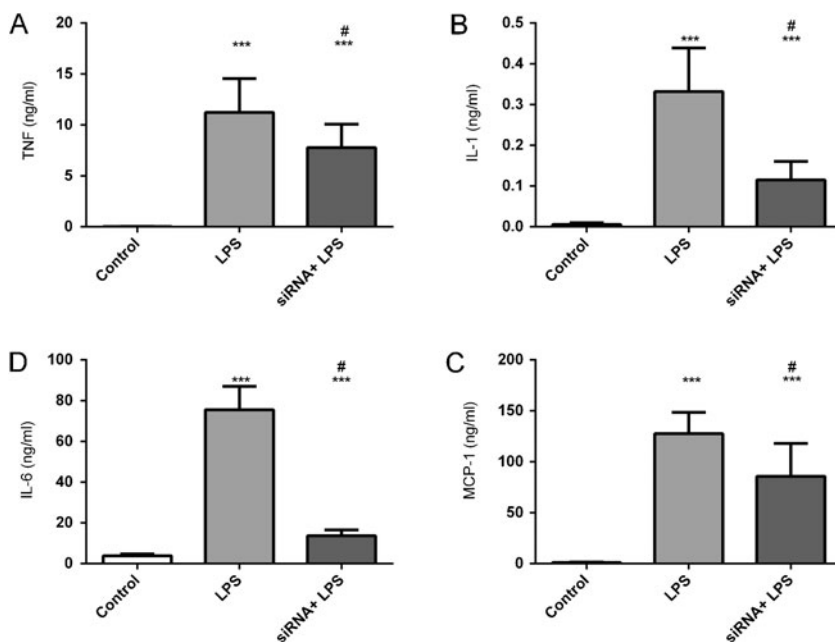 A
TNF (ng/ml)
20
15
10
5
0
***
#
***
Control
LPS
siRNA+ LPS
B
IL-1 (ng/ml)
0.5
0.4
0.3
0.2
0.1
0.0
***
#
***
Control
LPS
siRNA+ LPS
D
IL-6 (ng/ml)
100
80
60
40
20
0
***
#
***
Control
LPS
siRNA+ LPS
C
MCP-1 (ng/ml)
200
150
100
50
0
***
#
***
Control
LPS
siRNA+ LPS